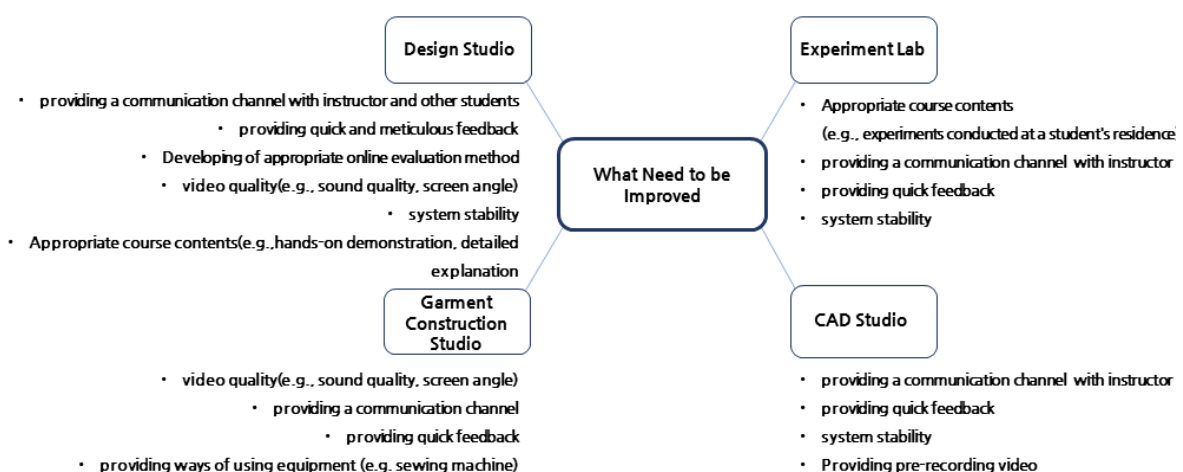 Design Studio
• providing a communication channel with instructor and other students
• providing quick and meticulous feedback
• Developing of appropriate online evaluation method
• video quality(e.g., sound quality, screen angle)
• system stability
• Appropriate course contents(e.g.,hands-on demonstration, detailed
explanation
Experiment Lab
• Appropriate course contents
(e.g., experiments conducted at a student's residence
• providing a communication channel with instructor
• providing quick feedback
• system stability
What Need to be
Improved
Garment
Construction
Studio
• video quality(e.g., sound quality, screen angle)
• providing a communication channel
• providing quick feedback
• providing ways of using equipment (e.g. sewing machine)
CAD Studio
• providing a communication channel with instructor
• providing quick feedback
• system stability
• Providing pre-recording video